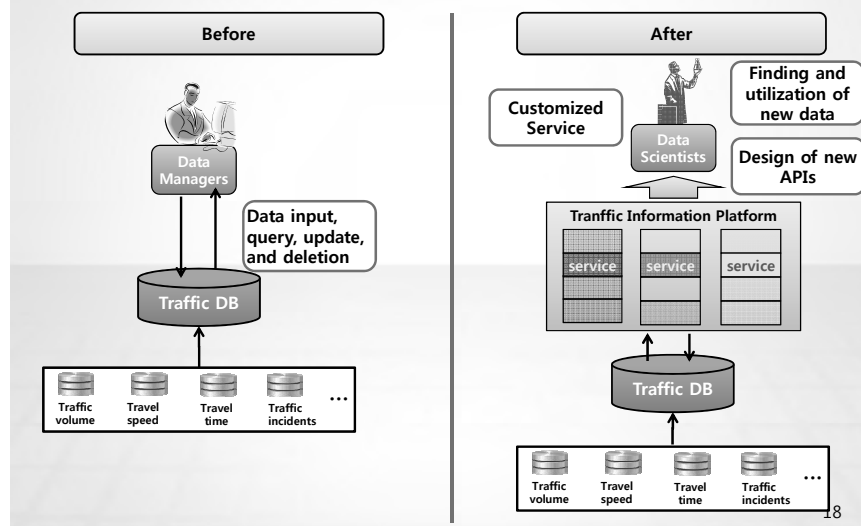 Before
Data
Managers
Data input,
query, update,
and deletion
Traffic DB
Traffic
volume
Travel
speed
Travel
time
Traffic
incidents
...
After
Customized
Service
Finding and
utilization of
new data
Data
Scientists
Design of new
APIs
Tranffic Information Platform
service
service
service
Traffic DB
Traffic
volume
Travel
speed
Travel
time
Traffic
incidents
...
18